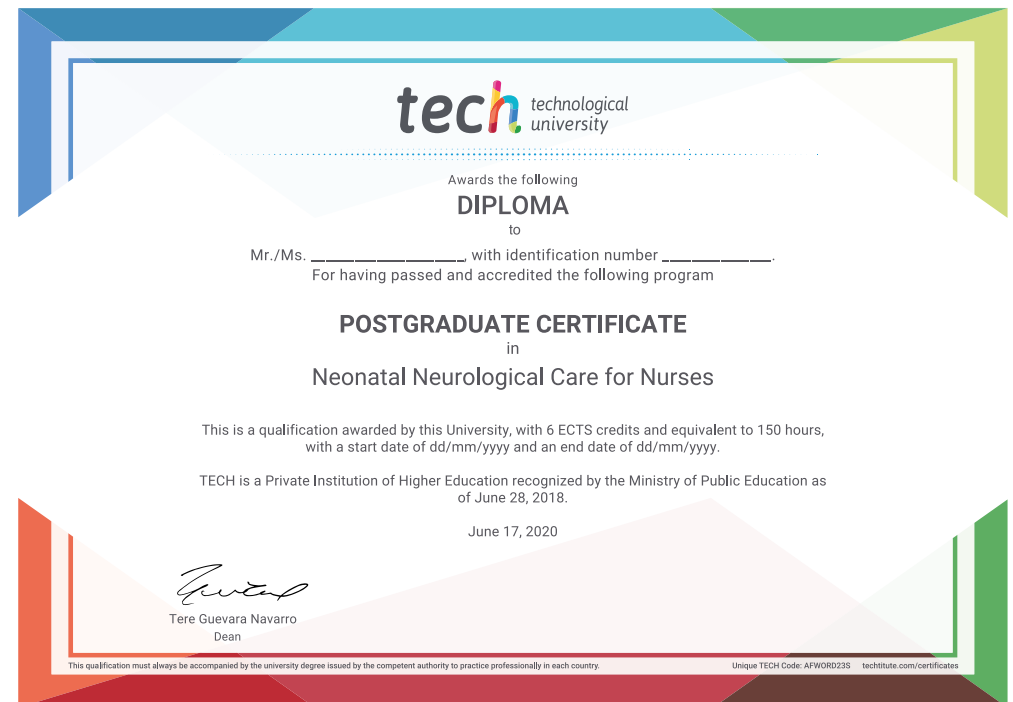 tech technological
university
Awards the following
DIPLOMA
to
Mr./Ms. ____________________, with identification number ______________.
For having passed and accredited the following program
POSTGRADUATE CERTIFICATE
in
Neonatal Neurological Care for Nurses
This is a qualification awarded by this University, with 6 ECTS credits and equivalent to 150 hours,
with a start date of dd/mm/yyyy and an end date of dd/mm/yyyy.
TECH is a Private Institution of Higher Education recognized by the Ministry of Public Education as
of June 28, 2018.
June 17, 2020
Tere Guevara Navarro
Dean
This qualification must always be accompanied by the university degree issued by the competent authority to practice professionally in each country. Unique TECH Code: AFWORD23S techtitute.com/certificates